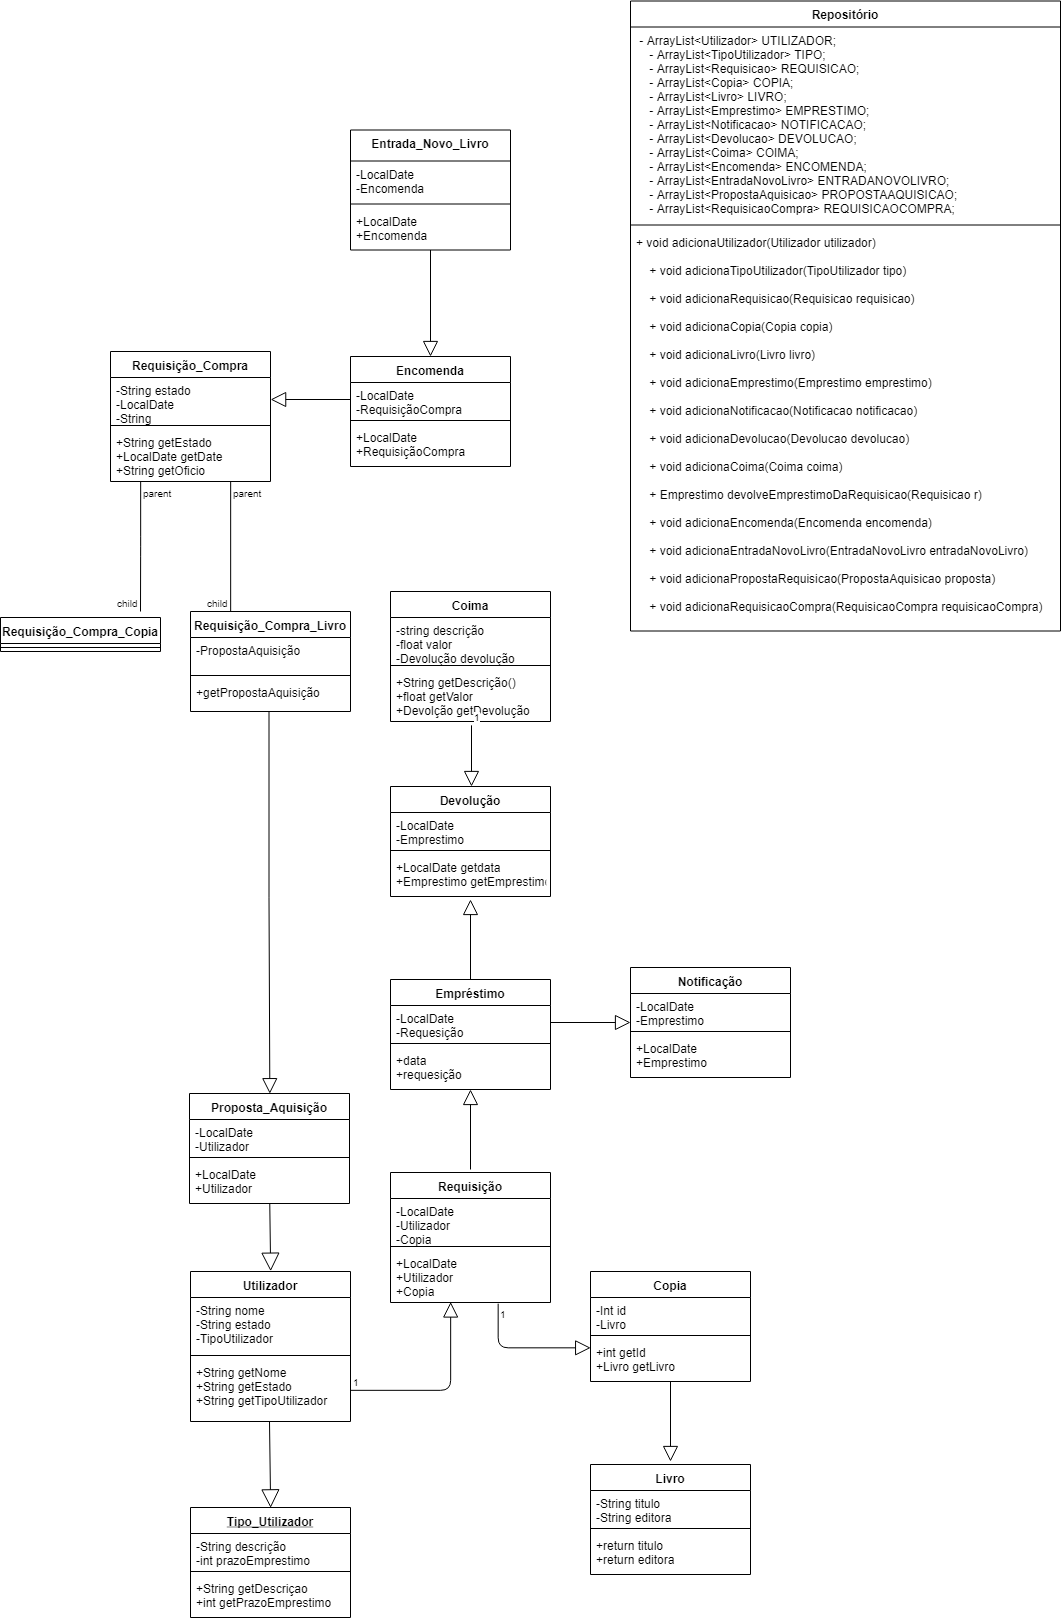 Repositório
- ArrayList<Utilizador> UTILIZADOR;
- ArrayList<TipoUtilizador> TIPO;
- ArrayList<Requisicao> REQUISICAO;
- ArrayList<Copia> COPIA;
- ArrayList<Livro> LIVRO;
- ArrayList<Emprestimo> EMPRESTIMO;
- ArrayList<Notificacao> NOTIFICACAO;
- ArrayList<Devolucao> DEVOLUCAO;
- ArrayList<Coima> COIMA;
- ArrayList<Encomenda> ENCOMENDA;
- ArrayList<EntradaNovoLivro> ENTRADANOVOLIVRO;
- ArrayList<PropostaAquisicao> PROPOSTAAQUISICAO;
- ArrayList<RequisicaoCompra> REQUISICAOCOMPRA;
+ void adicionaUtilizador(Utilizador utilizador)
+ void adicionaTipoUtilizador(TipoUtilizador tipo)
+ void adicionaRequisicao(Requisicao requisicao)
+ void adicionaCopia(Copia copia)
+ void adicionaLivro(Livro livro)
+ void adicionaEmprestimo(Emprestimo emprestimo)
+ void adicionaNotificacao(Notificacao notificacao)
+ void adicionaDevolucao(Devolucao devolucao)
+ void adicionaCoima(Coima coima)
+ Emprestimo devolveEmprestimoDaRequisicao(Requisicao r)
+ void adicionaEncomenda(Encomenda encomenda)
+ void adicionaEntradaNovoLivro(EntradaNovoLivro entradaNovoLivro)
+ void adicionaPropostaRequisicao(PropostaAquisicao proposta)
+ void adicionaRequisicaoCompra(RequisicaoCompra requisicaoCompra)
Entrada_Novo_Livro
-LocalDate
-Encomenda
+LocalDate
+Encomenda
Requisição_Compra
-String estado
-LocalDate
-String
+String getEstado
+LocalDate getDate
+String getOficio
Encomenda
-LocalDate
-RequisiçãoCompra
+LocalDate
+RequisiçãoCompra
parent
parent
child
child
Requisição_Compra_Copia
Requisição_Compra_Livro
-PropostaAquisição
+getPropostaAquisição
Coima
-string descrição
-float valor
-Devolução devolução
+String getDescrição()
+float getValor
+Devolção getDevolução
1
Devolução
-LocalDate
-Emprestimo
+LocalDate getdata
+Emprestimo getEmprestim
Empréstimo
-LocalDate
-Requesição
+data
+requesição
Notificação
-LocalDate
-Emprestimo
+LocalDate
+Emprestimo
Proposta_Aquisição
-LocalDate
-Utilizador
+LocalDate
+Utilizador
Requisição
-LocalDate
-Utilizador
-Copia
+LocalDate
+Utilizador
+Copia
1
Utilizador
-String nome
-String estado
-TipoUtilizador
+String getNome
+String getEstado
+String getTipoUtilizador
1
Copia
-Int id
-Livro
+int getId
+Livro getLivro
Livro
-String titulo
-String editora
+return titulo
+return editora
Tipo_Utilizador
-String descrição
-int prazoEmprestimo
+String getDescriçao
+int getPrazoEmprestimo